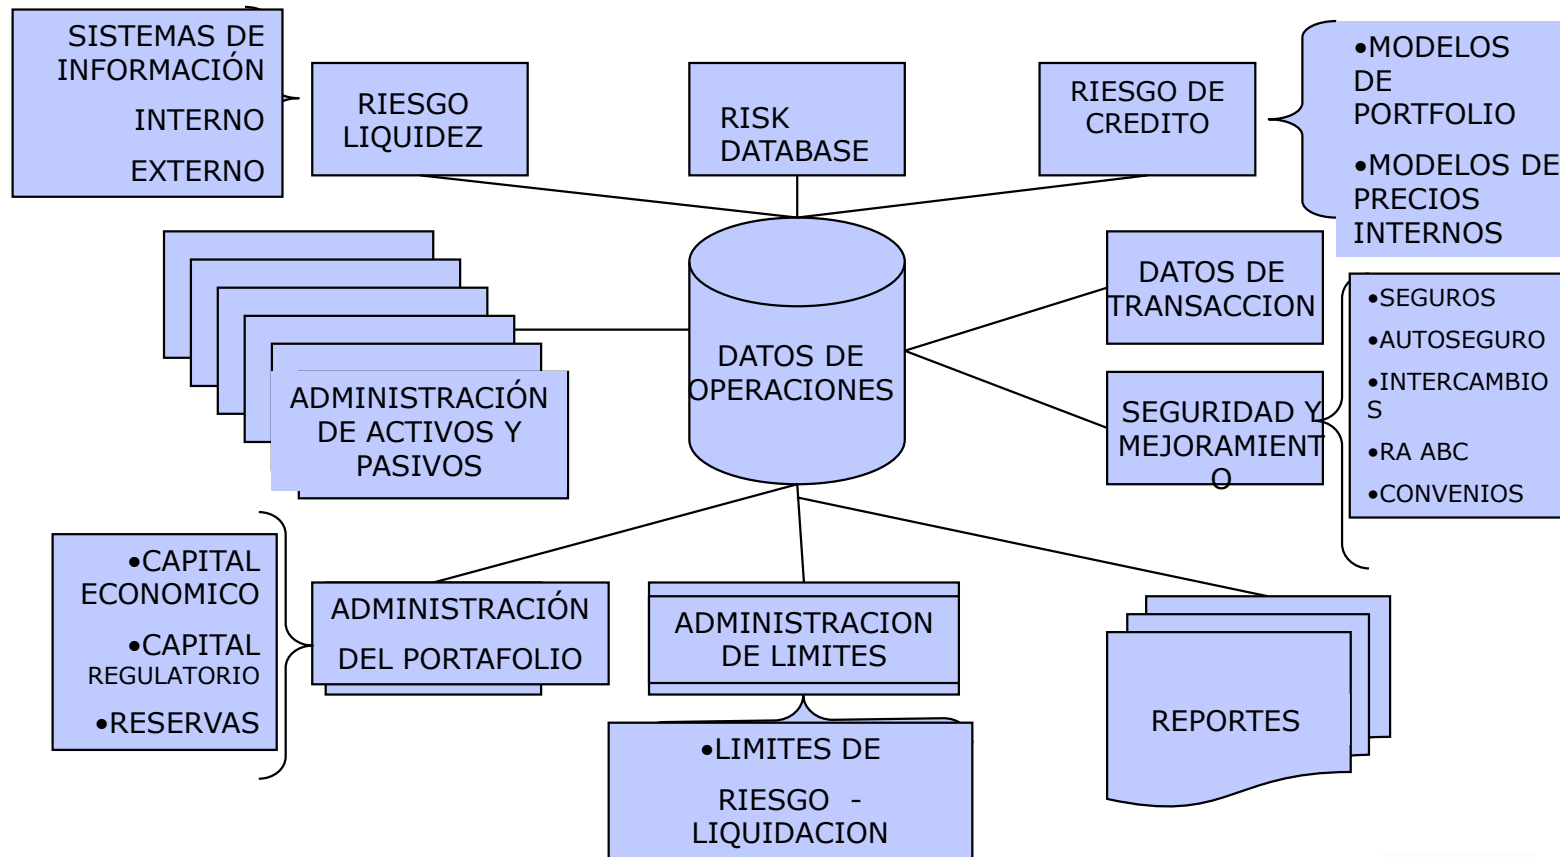 SISTEMAS DE
INFORMACIÓN
INTERNO
EXTERNO
RIESGO
LIQUIDEZ
RISK
DATABASE
RIESGO DE
CREDITO
•MODELOS
DE
PORTFOLIO
•MODELOS DE
PRECIOS
INTERNOS
DATOS DE
TRANSACCION
DATOS DE
OPERACIONES
ADMINISTRACIÓN
DE ACTIVOS Y
PASIVOS
SEGURIDAD Y
MEJORAMIENT
O
•SEGUROS
•AUTOSEGURO
•INTERCAMBIO
S
•RA ABC
•CONVENIOS
•CAPITAL
ECONOMICO
•CAPITAL
REGULATORIO
•RESERVAS
ADMINISTRACIÓN
DEL PORTAFOLIO
ADMINISTRACION
DE LIMITES
•LIMITES DE
RIESGO -
LIQUIDACION
REPORTES